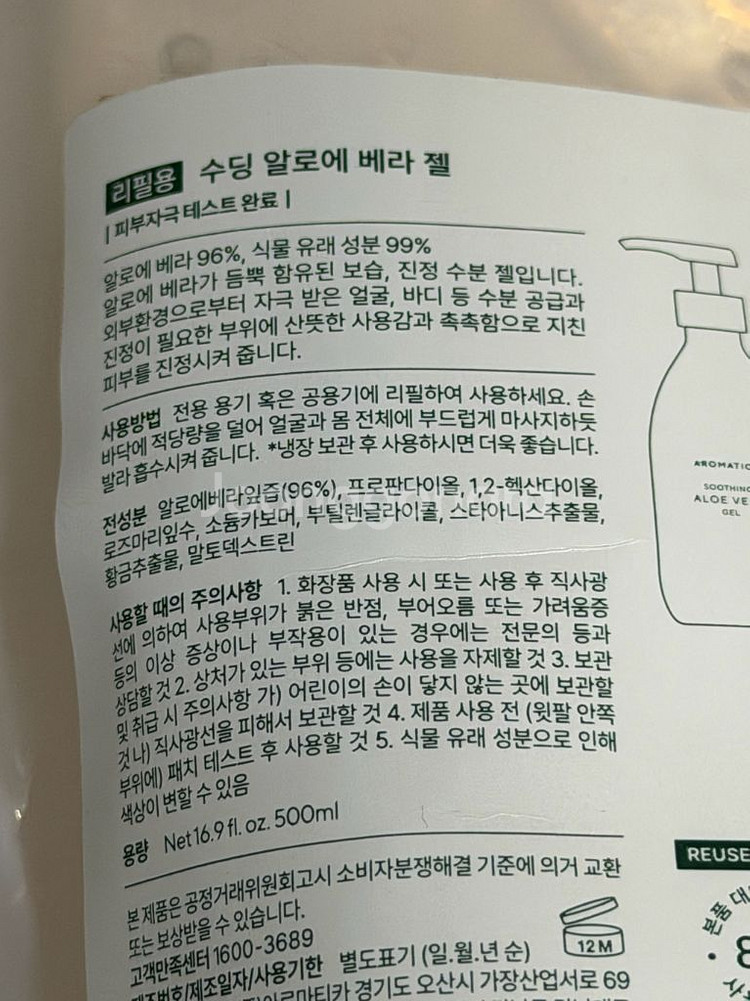 리필용 수딩 알로에 베라 젤
| 피부자극 테스트 완료 |
알로에 베라 96%, 식물 유래 성분 99%
알로에 베라가 듬뿍 함유된 보습, 진정 수분 젤입니다.
외부환경으로부터 자극 받은 얼굴, 바디 등 수분 공급과
진정이 필요한 부위에 산뜻한 사용감과 촉촉함으로 지친
피부를 진정시켜 줍니다.
사용방법 전용 용기 혹은 공용기에 리필하여 사용하세요. 손
바닥에 적당량을 덜어 얼굴과 몸 전체에 부드럽게 마사지하듯
발라 흡수시켜 줍니다. *냉장 보관 후 사용하시면 더욱 좋습니다.
전성분 알로에베라잎즙(96%), 프로판다이올, 1,2-헥산다이올,
로즈마리잎수, 소듐카보머, 부틸렌글라이콜, 스타아니스추출물,
황금추출물, 말토덱스트린
사용할 때의 주의사항 1. 화장품 사용 시 또는 사용 후 직사광
선에 의하여 사용부위가 붉은 반점, 부어오름 또는 가려움증
등의 이상 증상이나 부작용이 있는 경우에는 전문의 등과
상담할 것 2. 상처가 있는 부위 등에는 사용을 자제할 것 3. 보관
및 취급 시 주의사항 가) 어린이의 손이 닿지 않는 곳에 보관할
것 나) 직사광선을 피해서 보관할 것 4. 제품 사용 전 (윗팔 안쪽
부위에) 패치 테스트 후 사용할 것 5. 식물 유래 성분으로 인해
색상이 변할 수 있음
용량 Net 16.9 fl. oz. 500ml
본 제품은 공정거래위원회고시 소비자분쟁해결 기준에 의거 교환
또는 보상받을 수 있습니다.
고객만족센터 1600-3689
제조번호/제조일자/사용기한 별도표기 (일.월.년 순)
아로마티카 경기도 오산시 가장산업서로 69
12M
AROMATIC
SOOTHING
ALOE VE
GEL
REUSE
본품 대